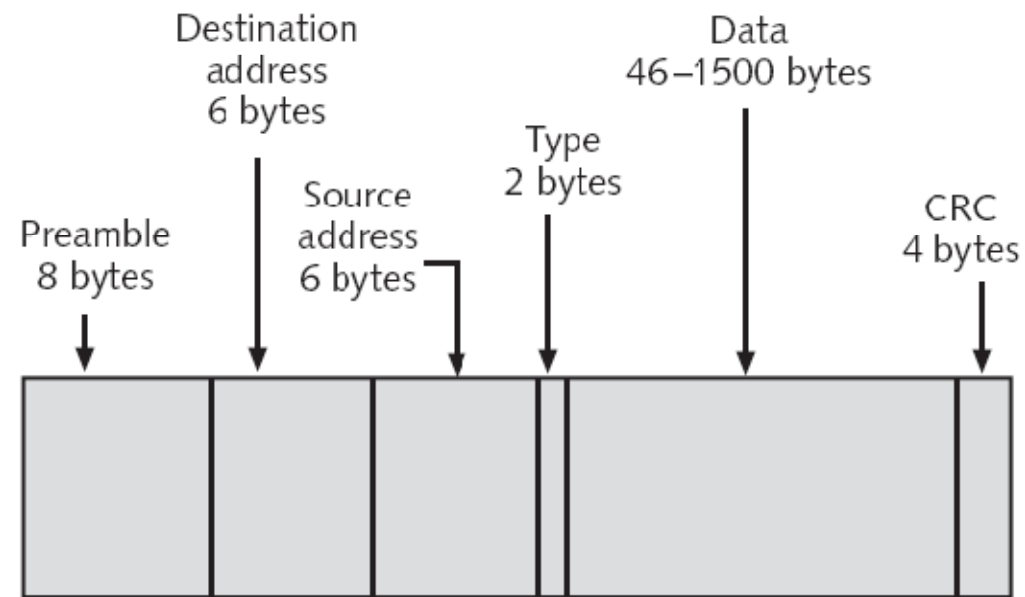 Preamble
8 bytes
Destination
address
6 bytes
Source
address
6 bytes
Type
2 bytes
Data
46–1500 bytes
CRC
4 bytes